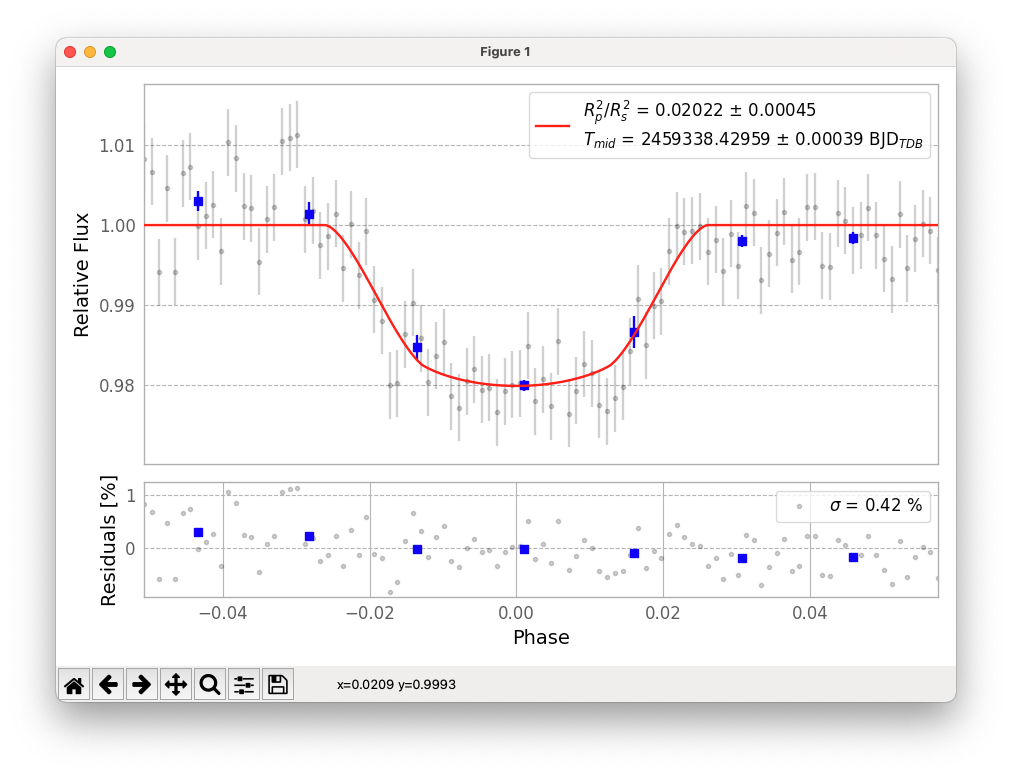 Figure 1
R_p^2/R_s^2 = 0.02022 ± 0.00045
T_mid = 2459338.42959 ± 0.00039 BJD_TDB
1.01
1.00
0.99
0.98
Relative Flux
σ = 0.42 %
1
0
Residuals [%]
−0.04 −0.02 0.00 0.02 0.04
Phase
x=0.0209 y=0.9993